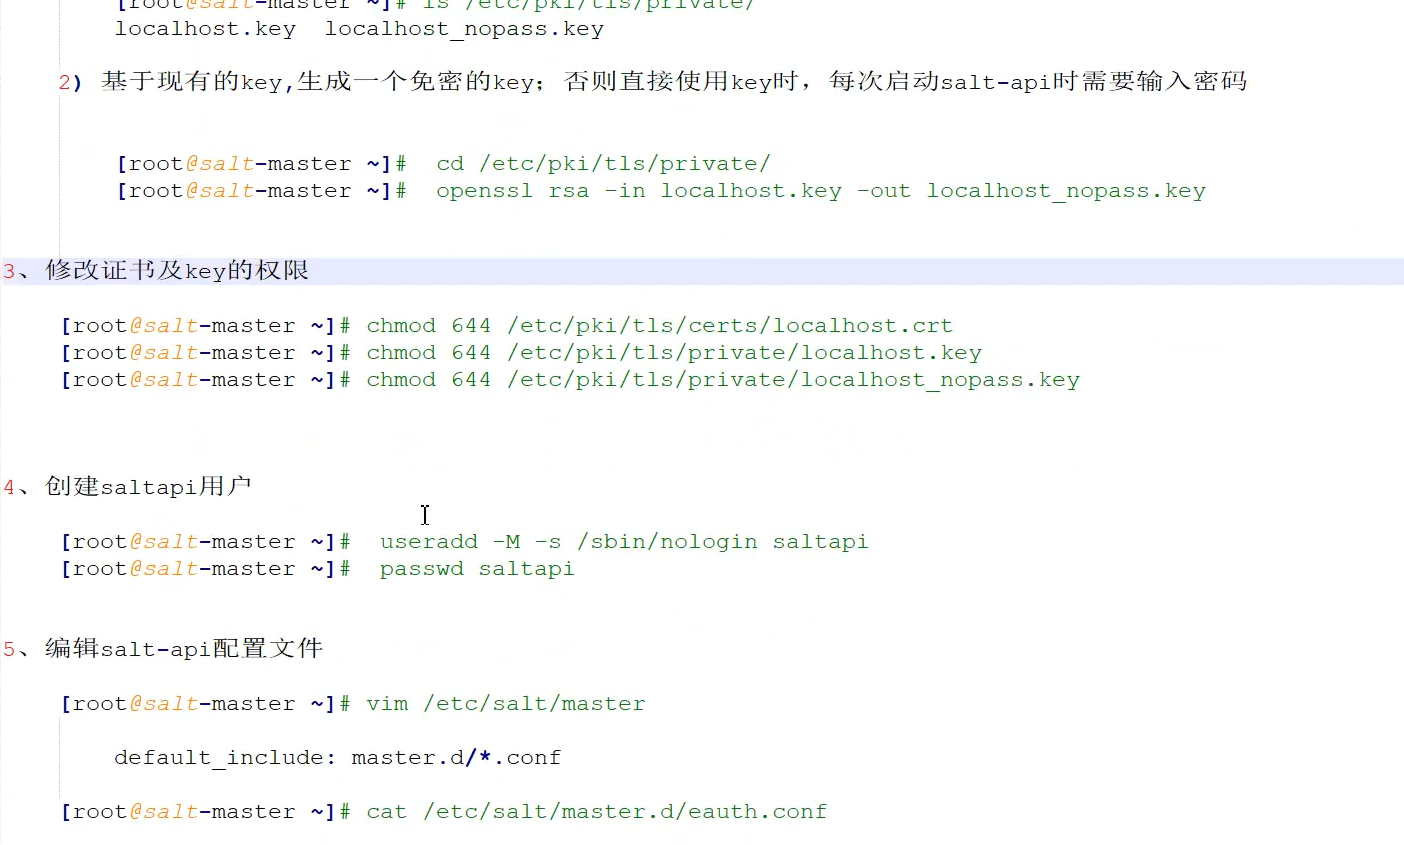 [root@salt-master ~]# ls /etc/pki/tls/private/
localhost.key  localhost_nopass.key
2) 基于现有的key,生成一个免密的key；否则直接使用key时，每次启动salt-api时需要输入密码
[root@salt-master ~]#  cd /etc/pki/tls/private/
[root@salt-master ~]#  openssl rsa -in localhost.key -out localhost_nopass.key
3、修改证书及key的权限
[root@salt-master ~]# chmod 644 /etc/pki/tls/certs/localhost.crt
[root@salt-master ~]# chmod 644 /etc/pki/tls/private/localhost.key
[root@salt-master ~]# chmod 644 /etc/pki/tls/private/localhost_nopass.key
4、创建saltapi用户
[root@salt-master ~]#  useradd -M -s /sbin/nologin saltapi
[root@salt-master ~]#  passwd saltapi
5、编辑salt-api配置文件
[root@salt-master ~]# vim /etc/salt/master
default_include: master.d/*.conf
[root@salt-master ~]# cat /etc/salt/master.d/eauth.conf